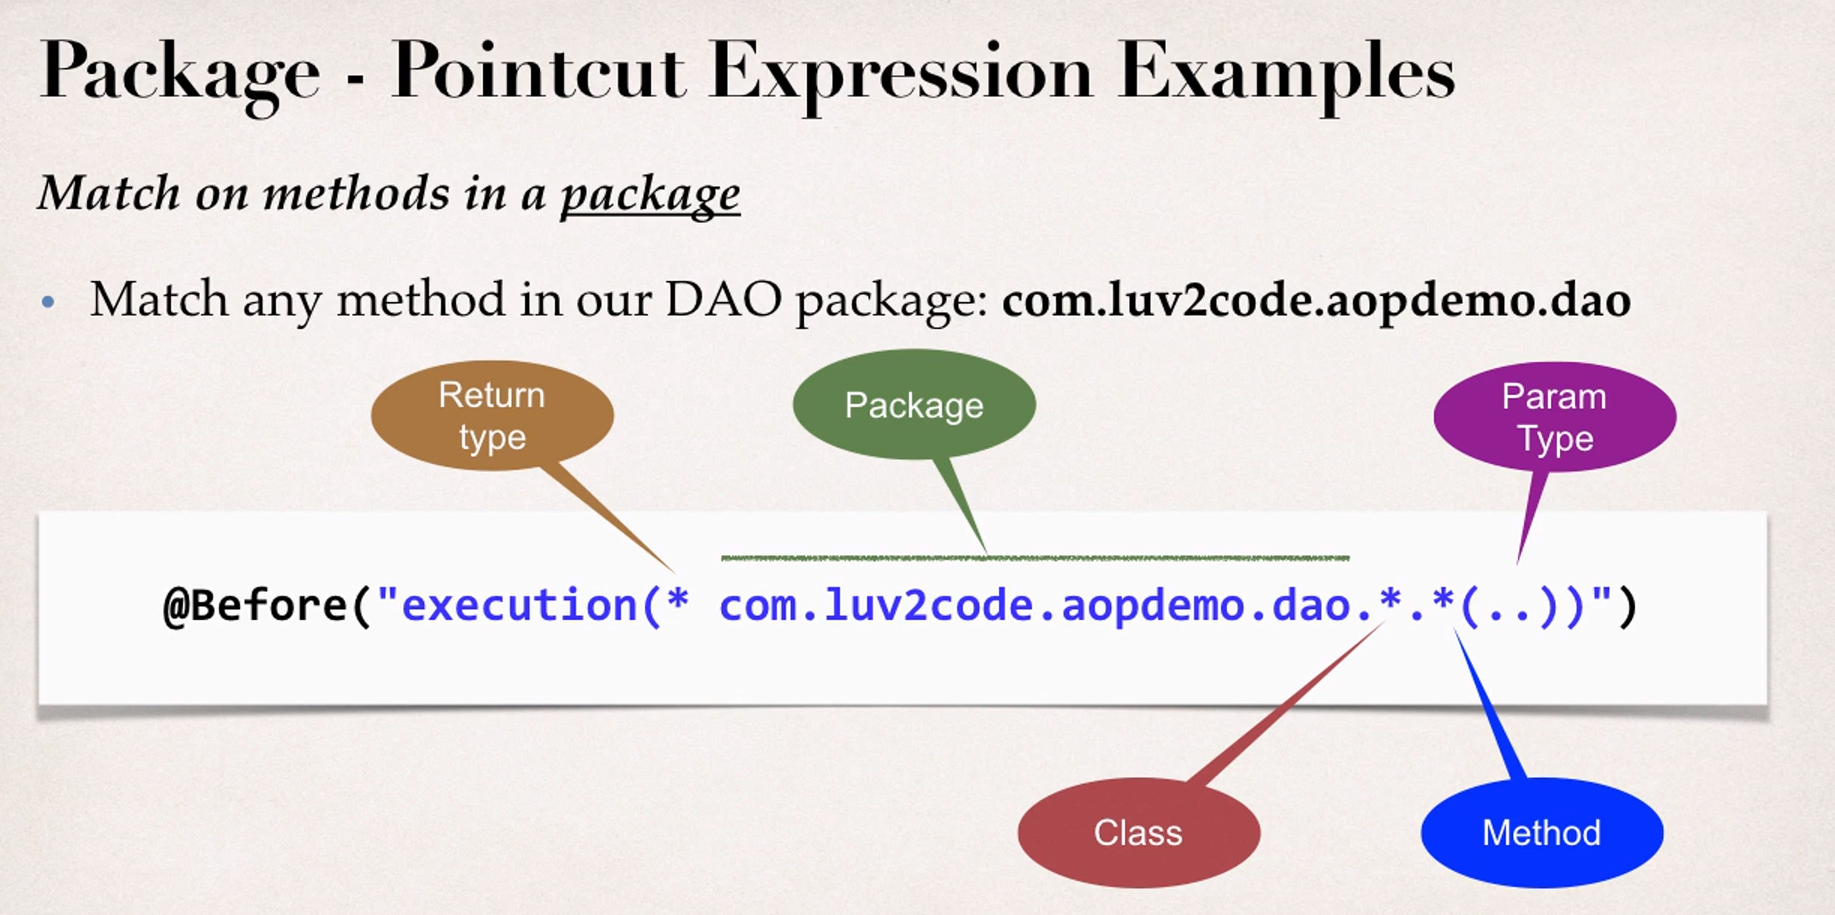 Package - Pointcut Expression Examples
Match on methods in a package
• Match any method in our DAO package: com.luv2code.aopdemo.dao
Return
type
Package
Param
Type
@Before("execution(* com.luv2code.aopdemo.dao.*.*(..))")
Class
Method